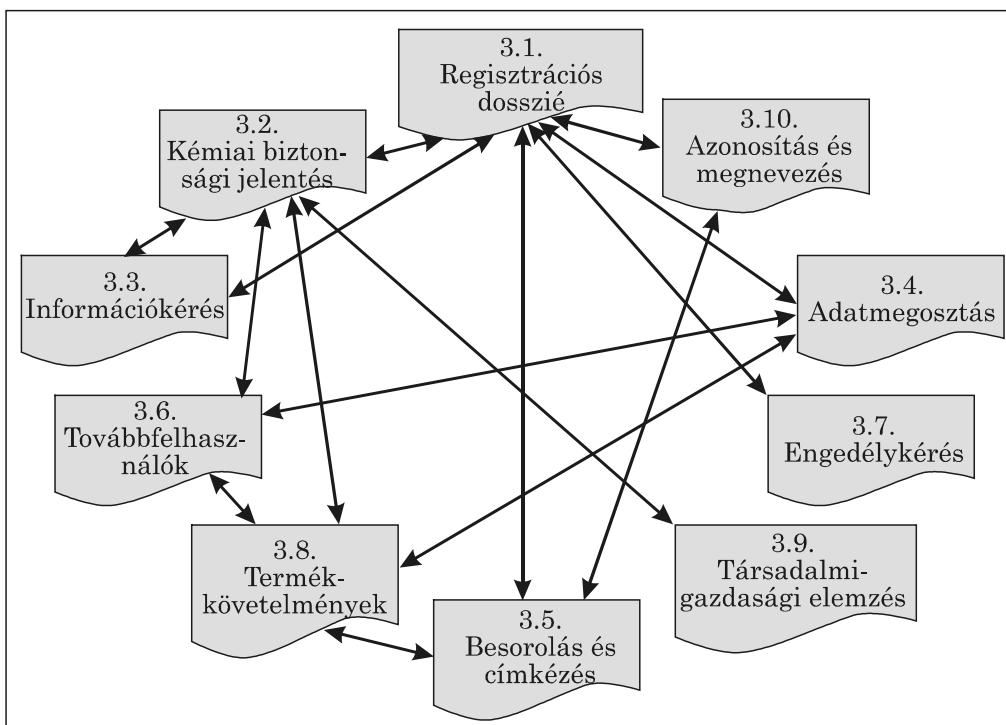 3.1.
Regisztrációs
dosszié
3.2.
Kémiai bizton-
sági jelentés
3.10.
Azonosítás és
megnevezés
3.3.
Információkérés
3.4.
Adatmegosztás
3.6.
Továbbfelhasz-
nálók
3.7.
Engedélykérés
3.8.
Termék-
követelmények
3.9.
Társadalmi-
gazdasági elemzés
3.5.
Besorolás és
címkézés